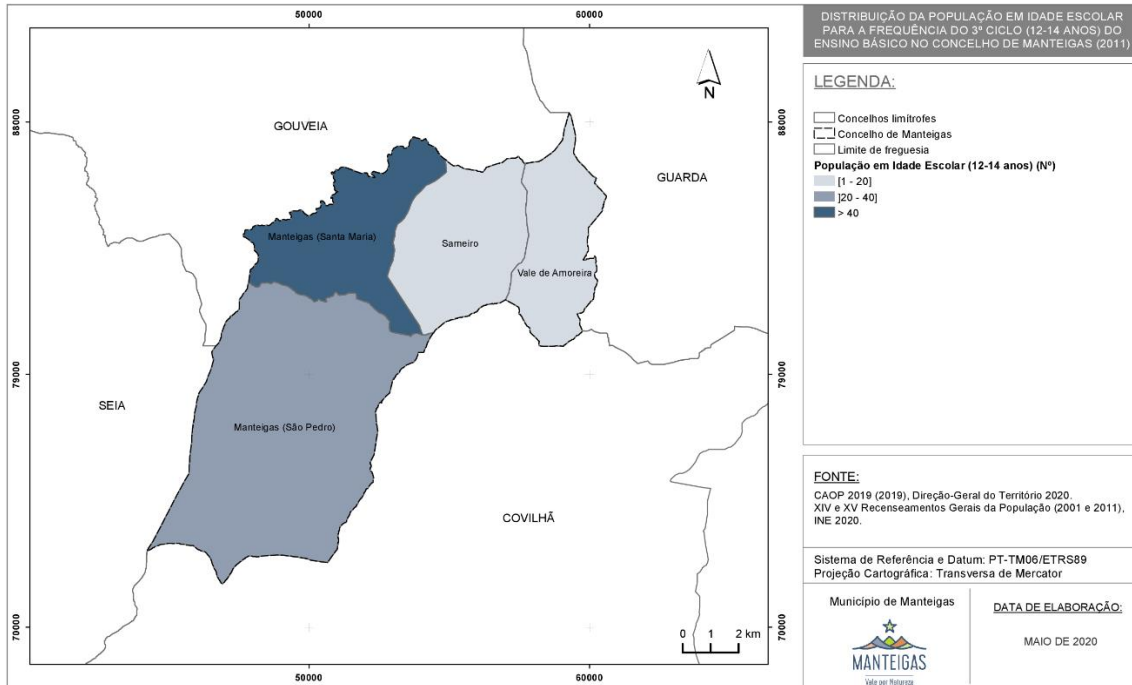 DISTRIBUIÇÃO DA POPULAÇÃO EM IDADE ESCOLAR
PARA A FREQUÊNCIA DO 3º CICLO (12-14 ANOS) DO
ENSINO BÁSICO NO CONCELHO DE MANTEIGAS (2011)
50000
60000
88000
88000
79000
79000
70000
70000
50000
60000
N
GOUVEIA
GUARDA
Manteigas (Santa Maria)
Sameiro
Vale de Amoreira
SEIA
Manteigas (São Pedro)
COVILHÃ
0 1 2 km
LEGENDA:
Concelhos limítrofes
Concelho de Manteigas
Limite de freguesia
População em Idade Escolar (12-14 anos) (Nº)
[1 - 20]
]20 - 40]
> 40
FONTE:
CAOP 2019 (2019), Direção-Geral do Território 2020.
XIV e XV Recenseamentos Gerais da População (2001 e 2011),
INE 2020.
Sistema de Referência e Datum: PT-TM06/ETRS89
Projeção Cartográfica: Transversa de Mercator
Município de Manteigas
MANTEIGAS
Vale por Natureza
DATA DE ELABORAÇÃO:
MAIO DE 2020